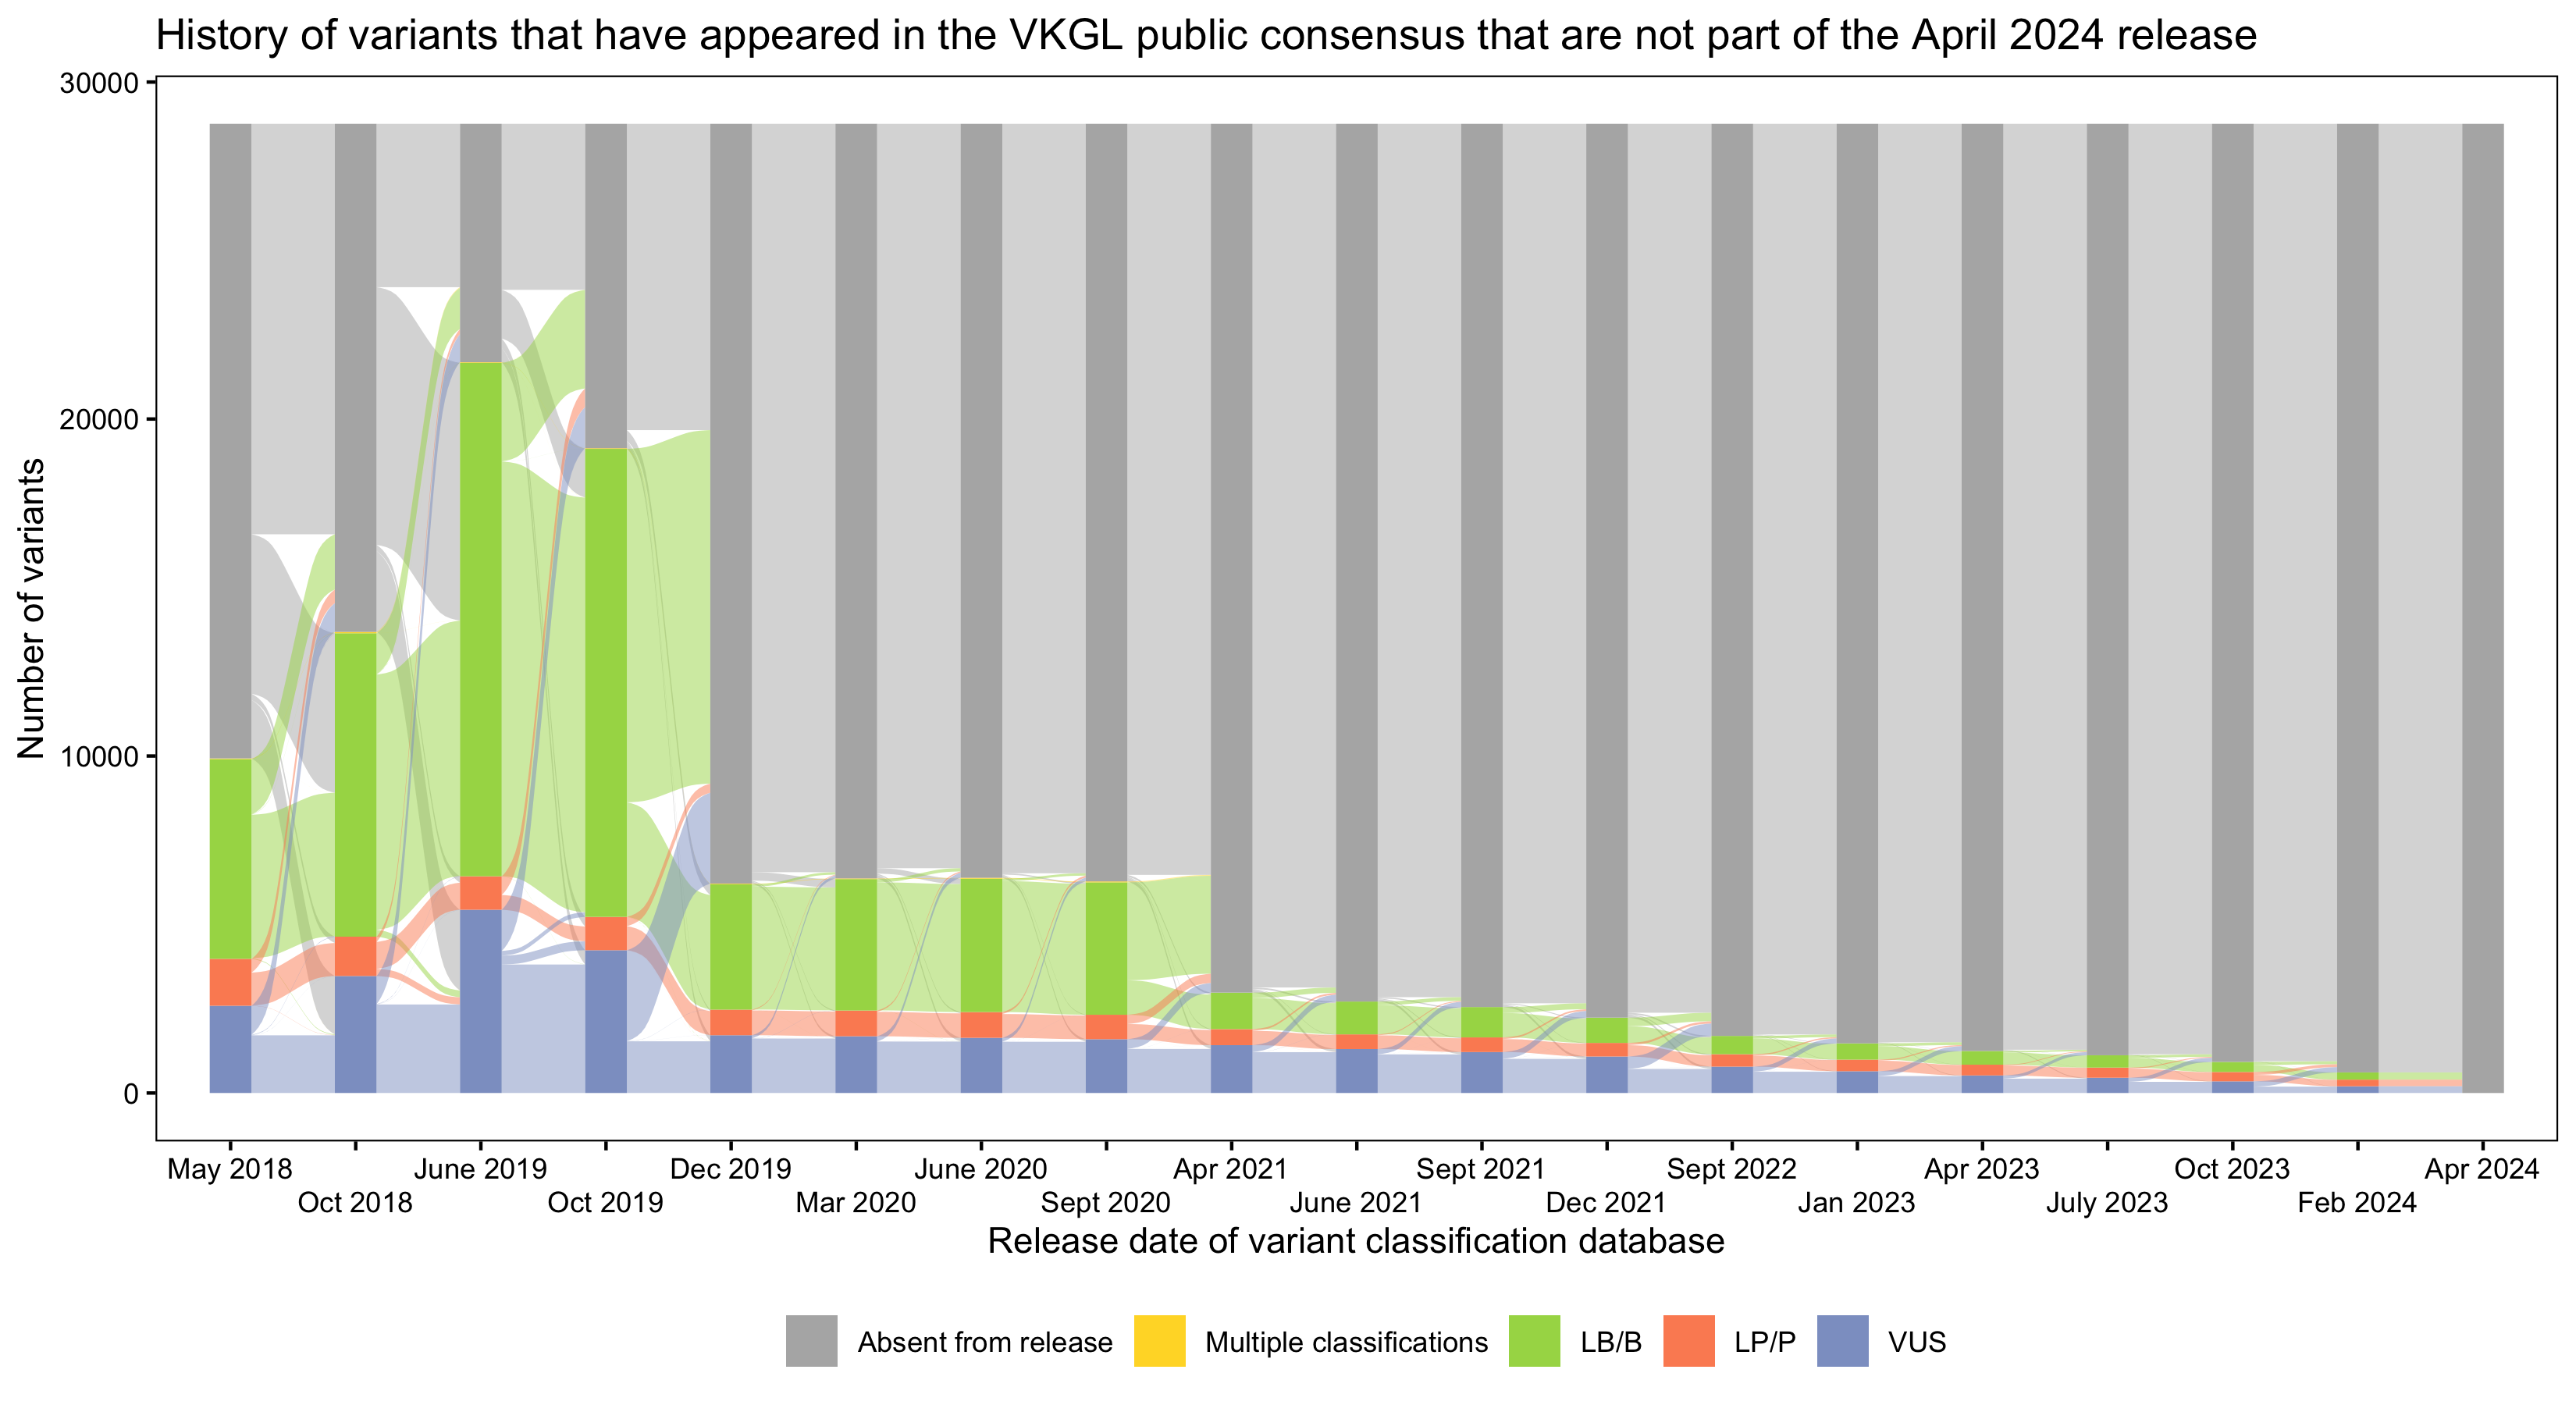 History of variants that have appeared in the VKGL public consensus that are not part of the April 2024 release
30000
20000
10000
0
Number of variants
May 2018 June 2019 Dec 2019 June 2020 Apr 2021 Sept 2021 Sept 2022 Apr 2023 Oct 2023 Apr 2024
Oct 2018 Oct 2019 Mar 2020 Sept 2020 June 2021 Dec 2021 Jan 2023 July 2023 Feb 2024
Release date of variant classification database
Absent from release Multiple classifications LB/B LP/P VUS